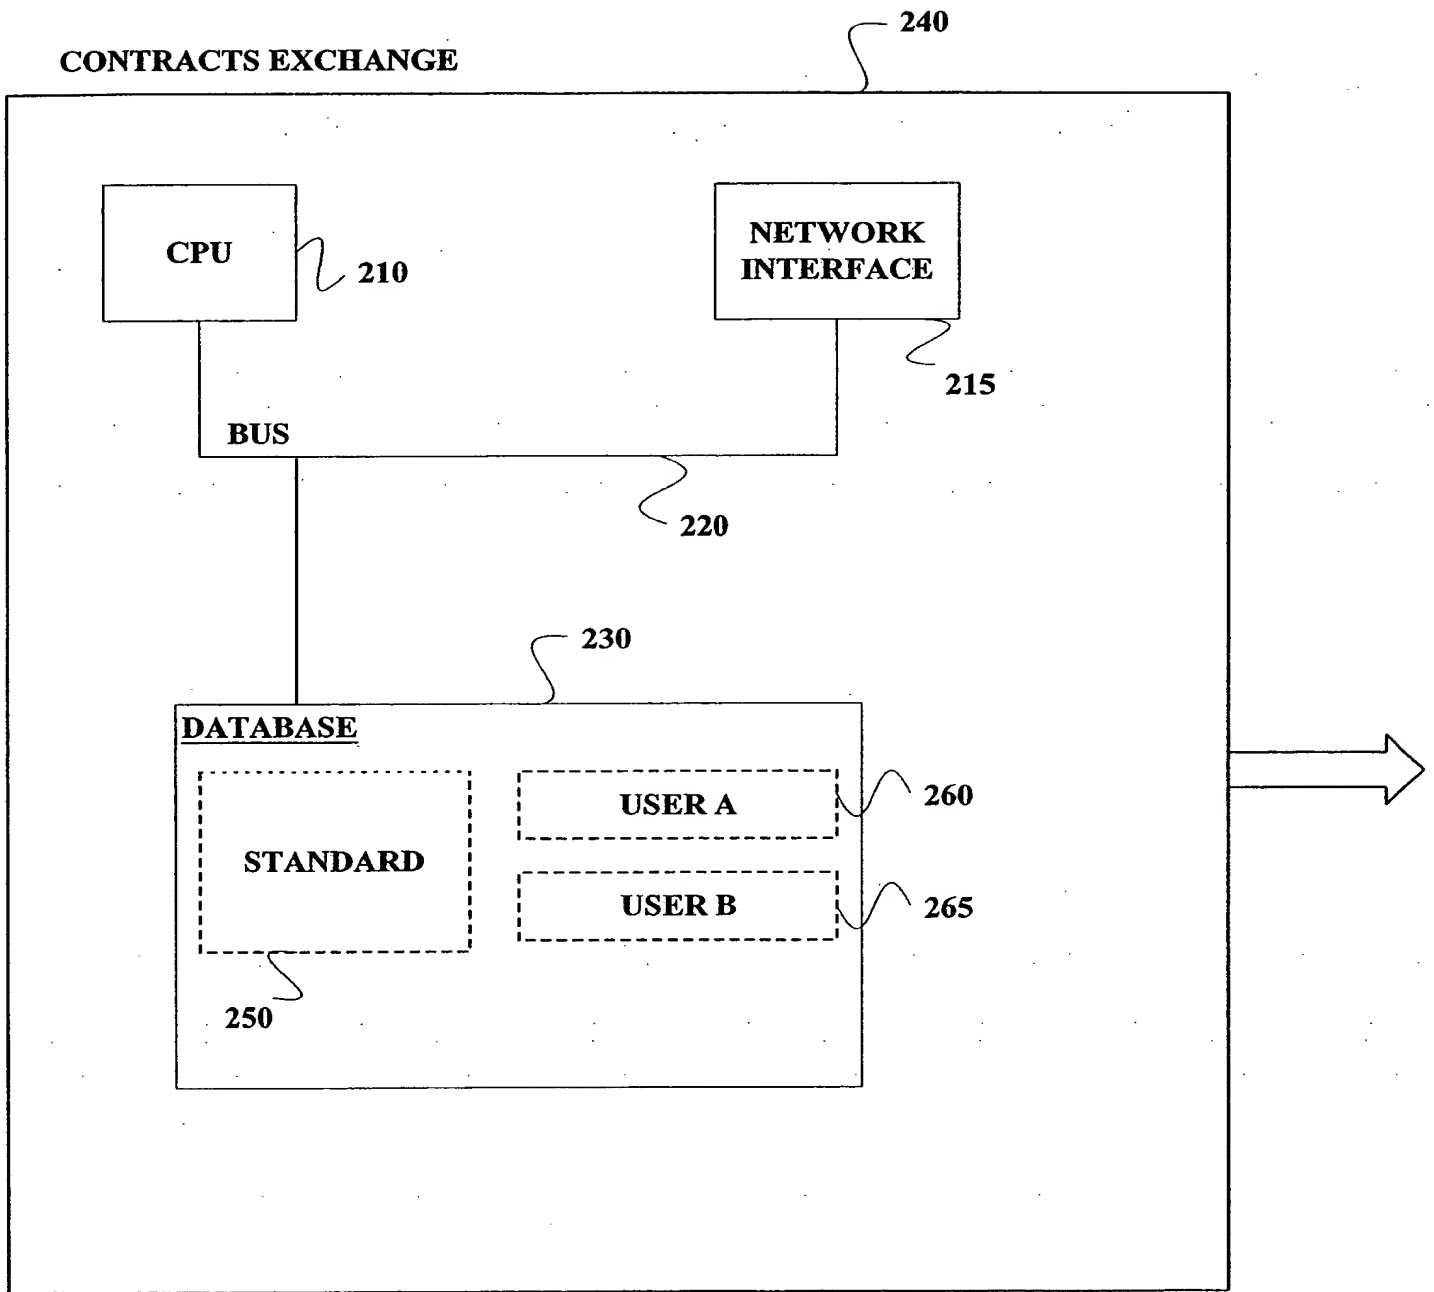 240
CONTRACTS EXCHANGE
CPU
210
NETWORK
INTERFACE
215
BUS
220
230
DATABASE
STANDARD
250
USER A
260
USER B
265